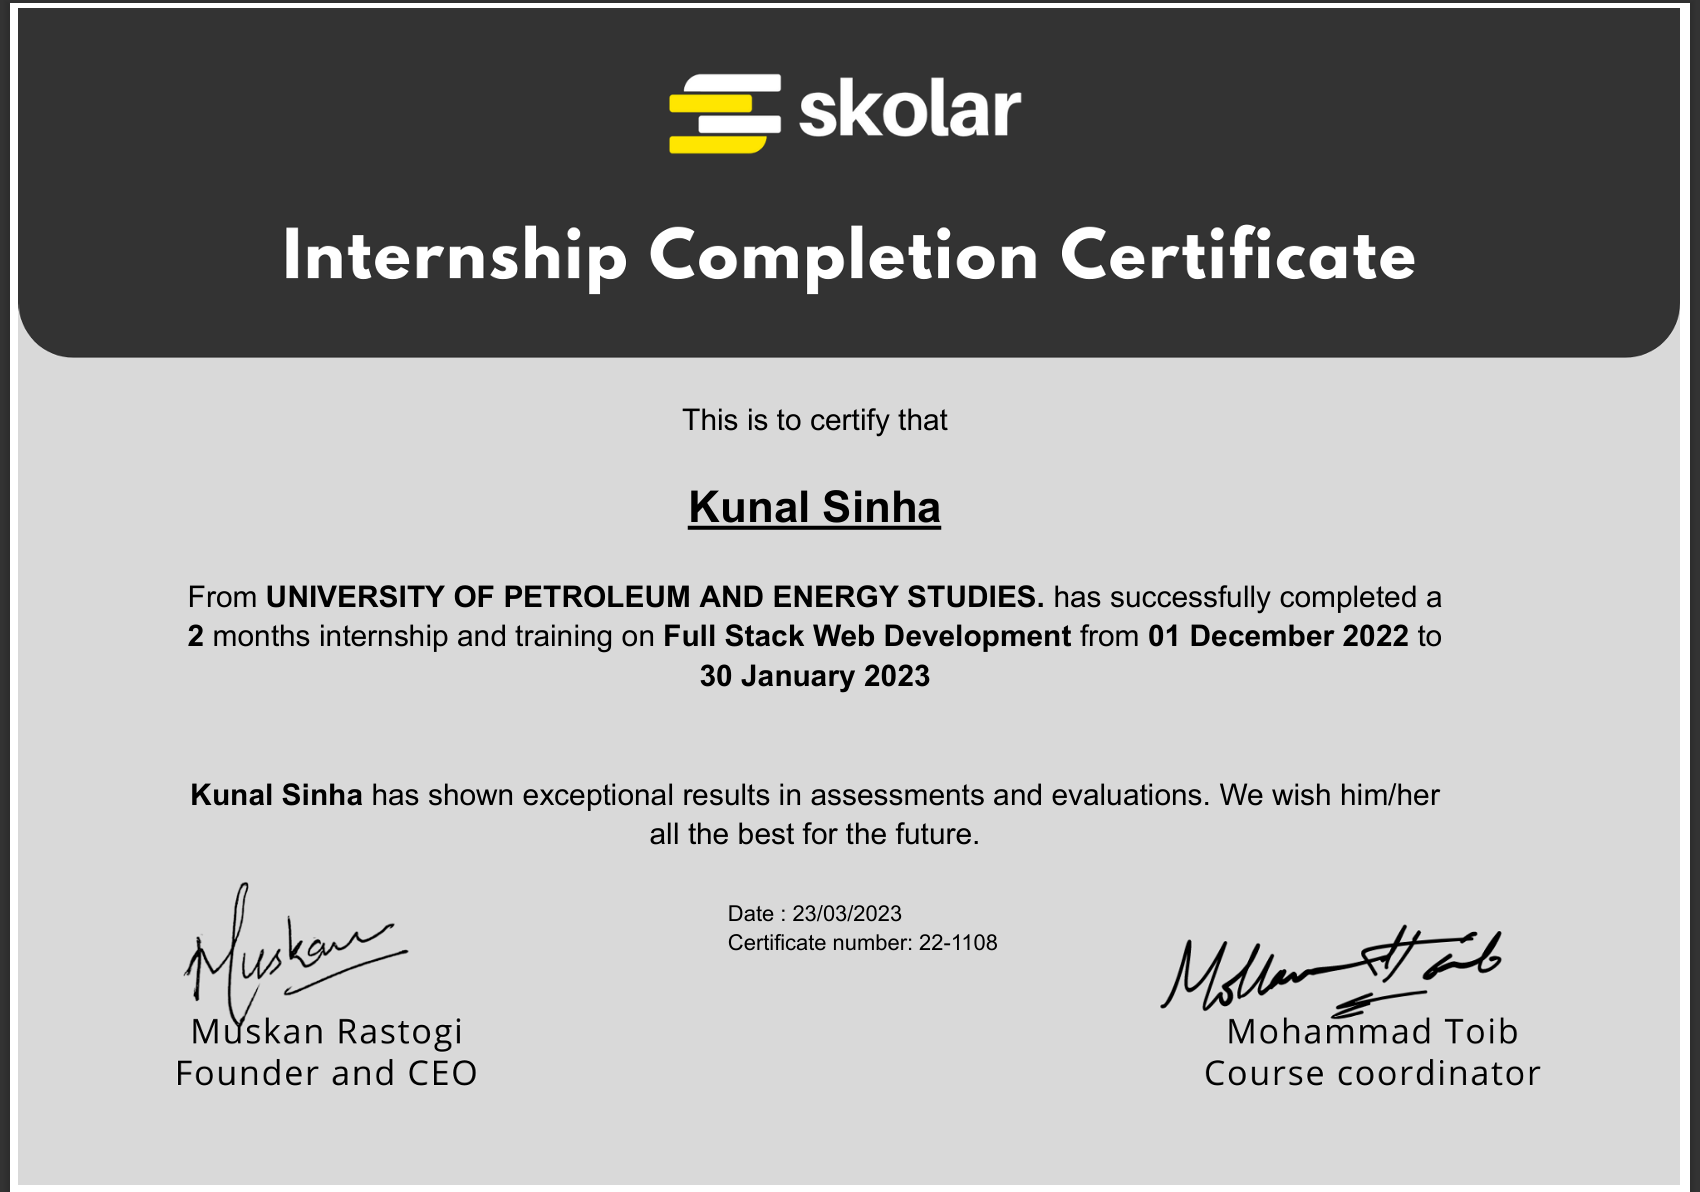 skolar
Internship Completion Certificate
This is to certify that
Kunal Sinha
From UNIVERSITY OF PETROLEUM AND ENERGY STUDIES. has successfully completed a
2 months internship and training on Full Stack Web Development from 01 December 2022 to
30 January 2023
Kunal Sinha has shown exceptional results in assessments and evaluations. We wish him/her
all the best for the future.
Muskan
Muskan Rastogi
Founder and CEO
Date : 23/03/2023
Certificate number: 22-1108
Mohammad Toib
Course coordinator